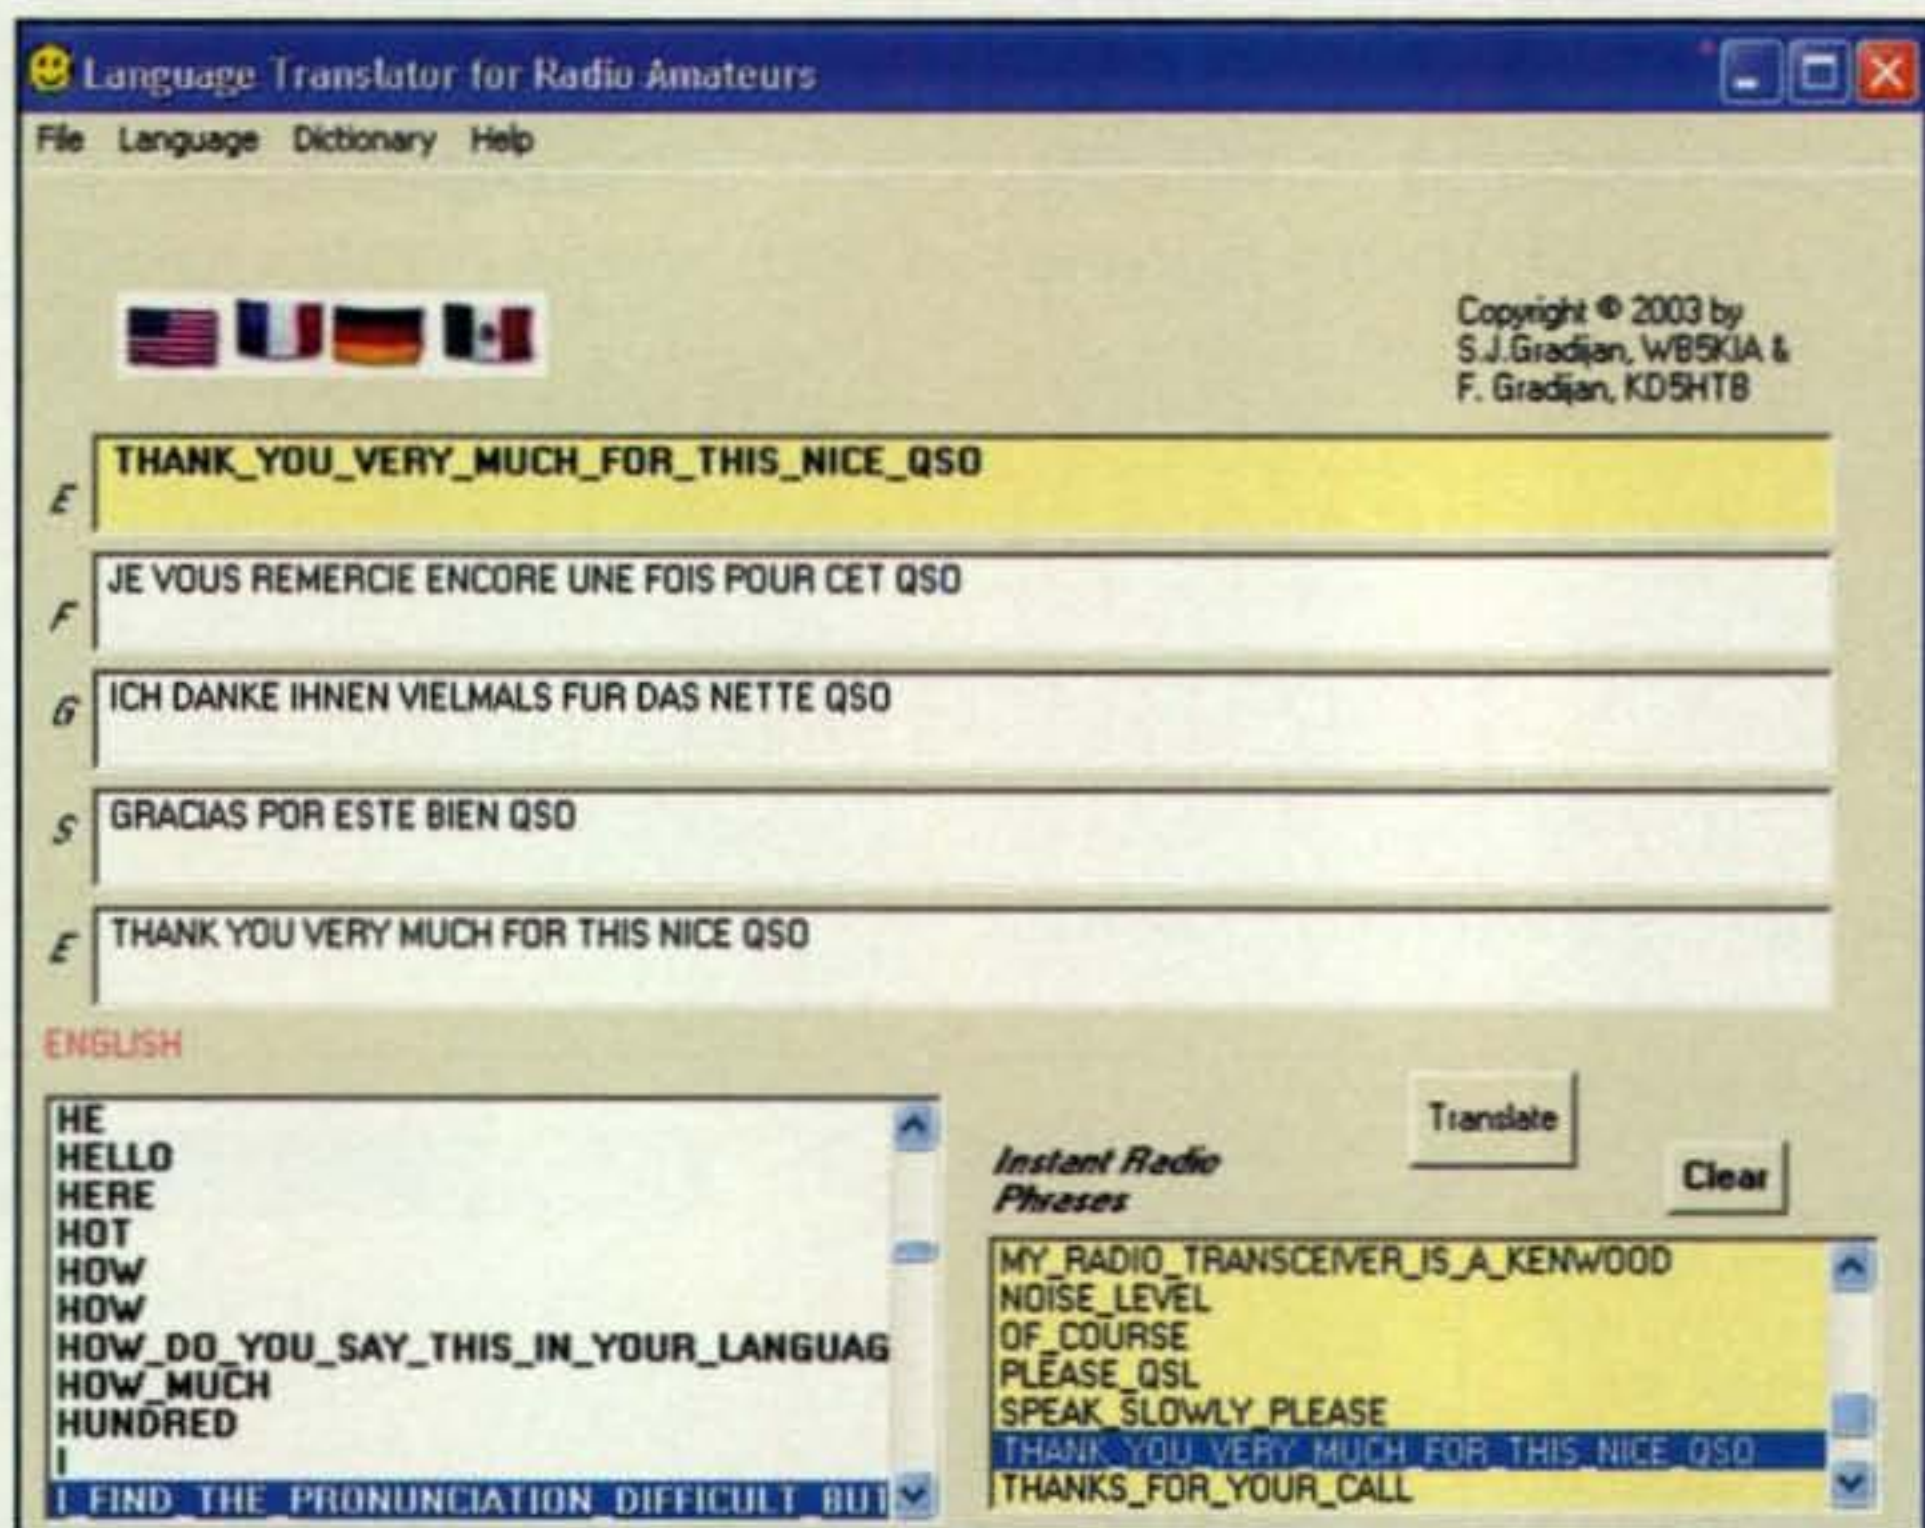 Language Translator for Radio Amateurs
File Language Dictionary Help
Copyright © 2003 by
S.J.Gradijan, WB5KIA &
F. Gradijan, KD5HTB
E THANK_YOU_VERY_MUCH_FOR_THIS_NICE_QSO
F JE VOUS REMERCIE ENCORE UNE FOIS POUR CET QSO
G ICH DANKE IHNEN VIELMALS FUR DAS NETTE QSO
S GRACIAS POR ESTE BIEN QSO
E THANK YOU VERY MUCH FOR THIS NICE QSO
ENGLISH
HE
HELLO
HERE
HOT
HOW
HOW
HOW_DO_YOU_SAY_THIS_IN_YOUR_LANGUAG
HOW_MUCH
HUNDRED
I
I_FIND_THE_PRONUNCIATION_DIFFICULT_BUT
Translate
Clear
Instant Radio
Phrases
MY_RADIO_TRANSCEIVER_IS_A_KENWOOD
NOISE_LEVEL
OF_COURSE
PLEASE_QSL
SPEAK_SLOWLY_PLEASE
THANK_YOU_VERY_MUCH_FOR_THIS_NICE_QSO
THANKS_FOR_YOUR_CALL